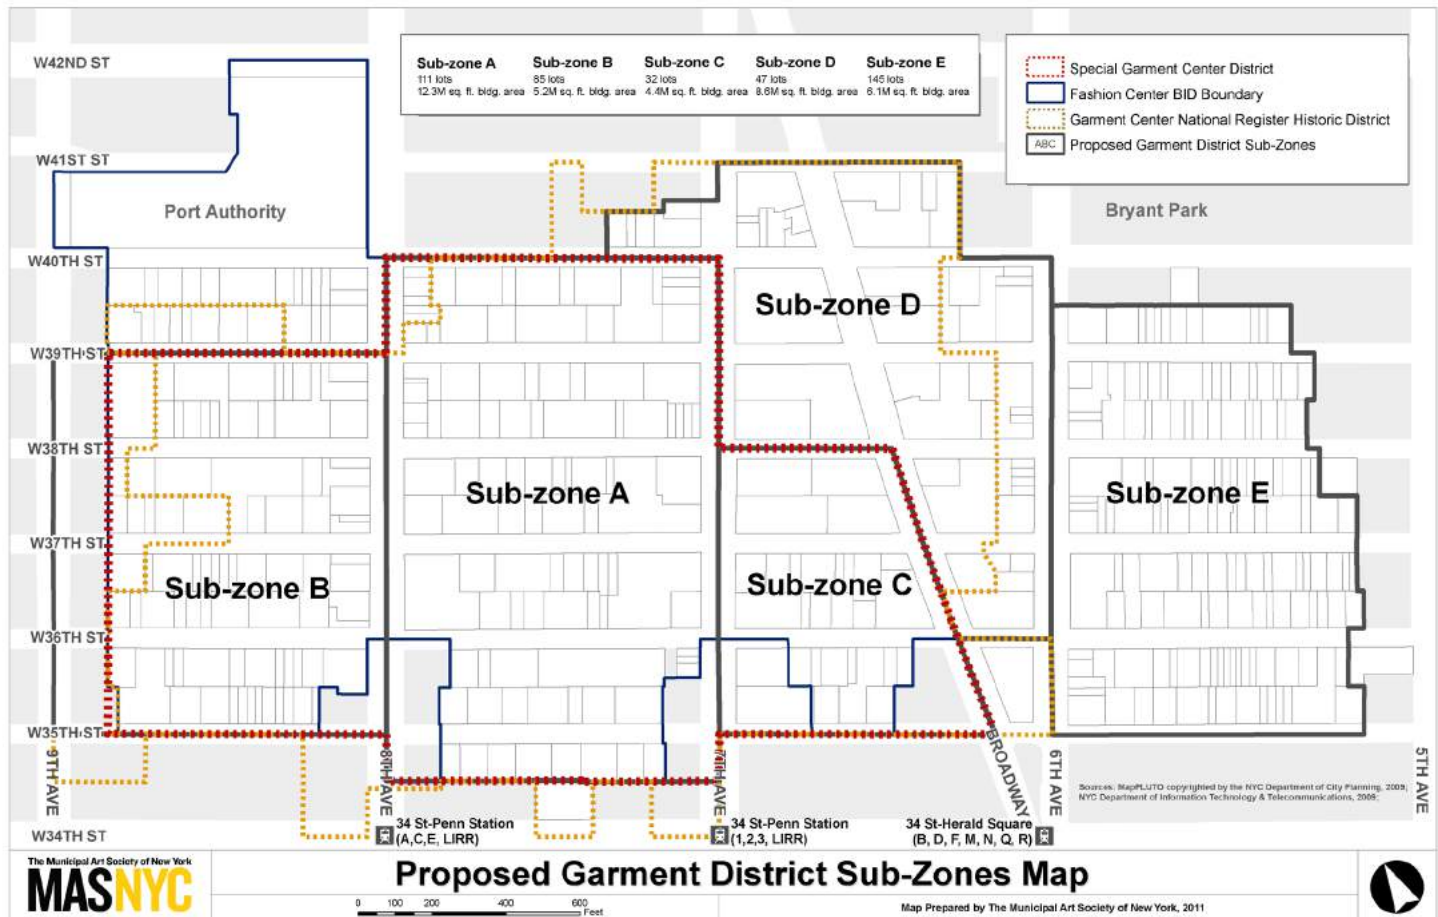 W42ND ST
Sub-zone A
111 lots
12.3M sq. ft. bldg. area
Sub-zone B
85 lots
5.2M sq. ft. bldg. area
Sub-zone C
32 lots
4.4M sq. ft. bldg. area
Sub-zone D
47 lots
8.6M sq. ft. bldg. area
Sub-zone E
145 lots
6.1M sq. ft. bldg. area
Special Garment Center District
Fashion Center BID Boundary
Garment Center National Register Historic District
ABC Proposed Garment District Sub-Zones
W41ST ST
Port Authority
Bryant Park
W40TH ST
Sub-zone D
W39TH ST
W38TH ST
Sub-zone A
Sub-zone E
W37TH ST
Sub-zone B
Sub-zone C
W36TH ST
W35TH ST
9TH AVE
8TH AVE
7TH AVE
BROADWAY
6TH AVE
5TH AVE
Sources: MapPLUTO copyrighted by the NYC Department of City Planning, 2009;
NYC Department of Information Technology & Telecommunications, 2009;
W34TH ST
34 St-Penn Station
(A,C,E, LIRR)
34 St-Penn Station
(1,2,3, LIRR)
34 St-Herald Square
(B, D, F, M, N, Q, R)
The Municipal Art Society of New York
MASNYC
Proposed Garment District Sub-Zones Map
0 100 200 400 600
Feet
Map Prepared by The Municipal Art Society of New York, 2011